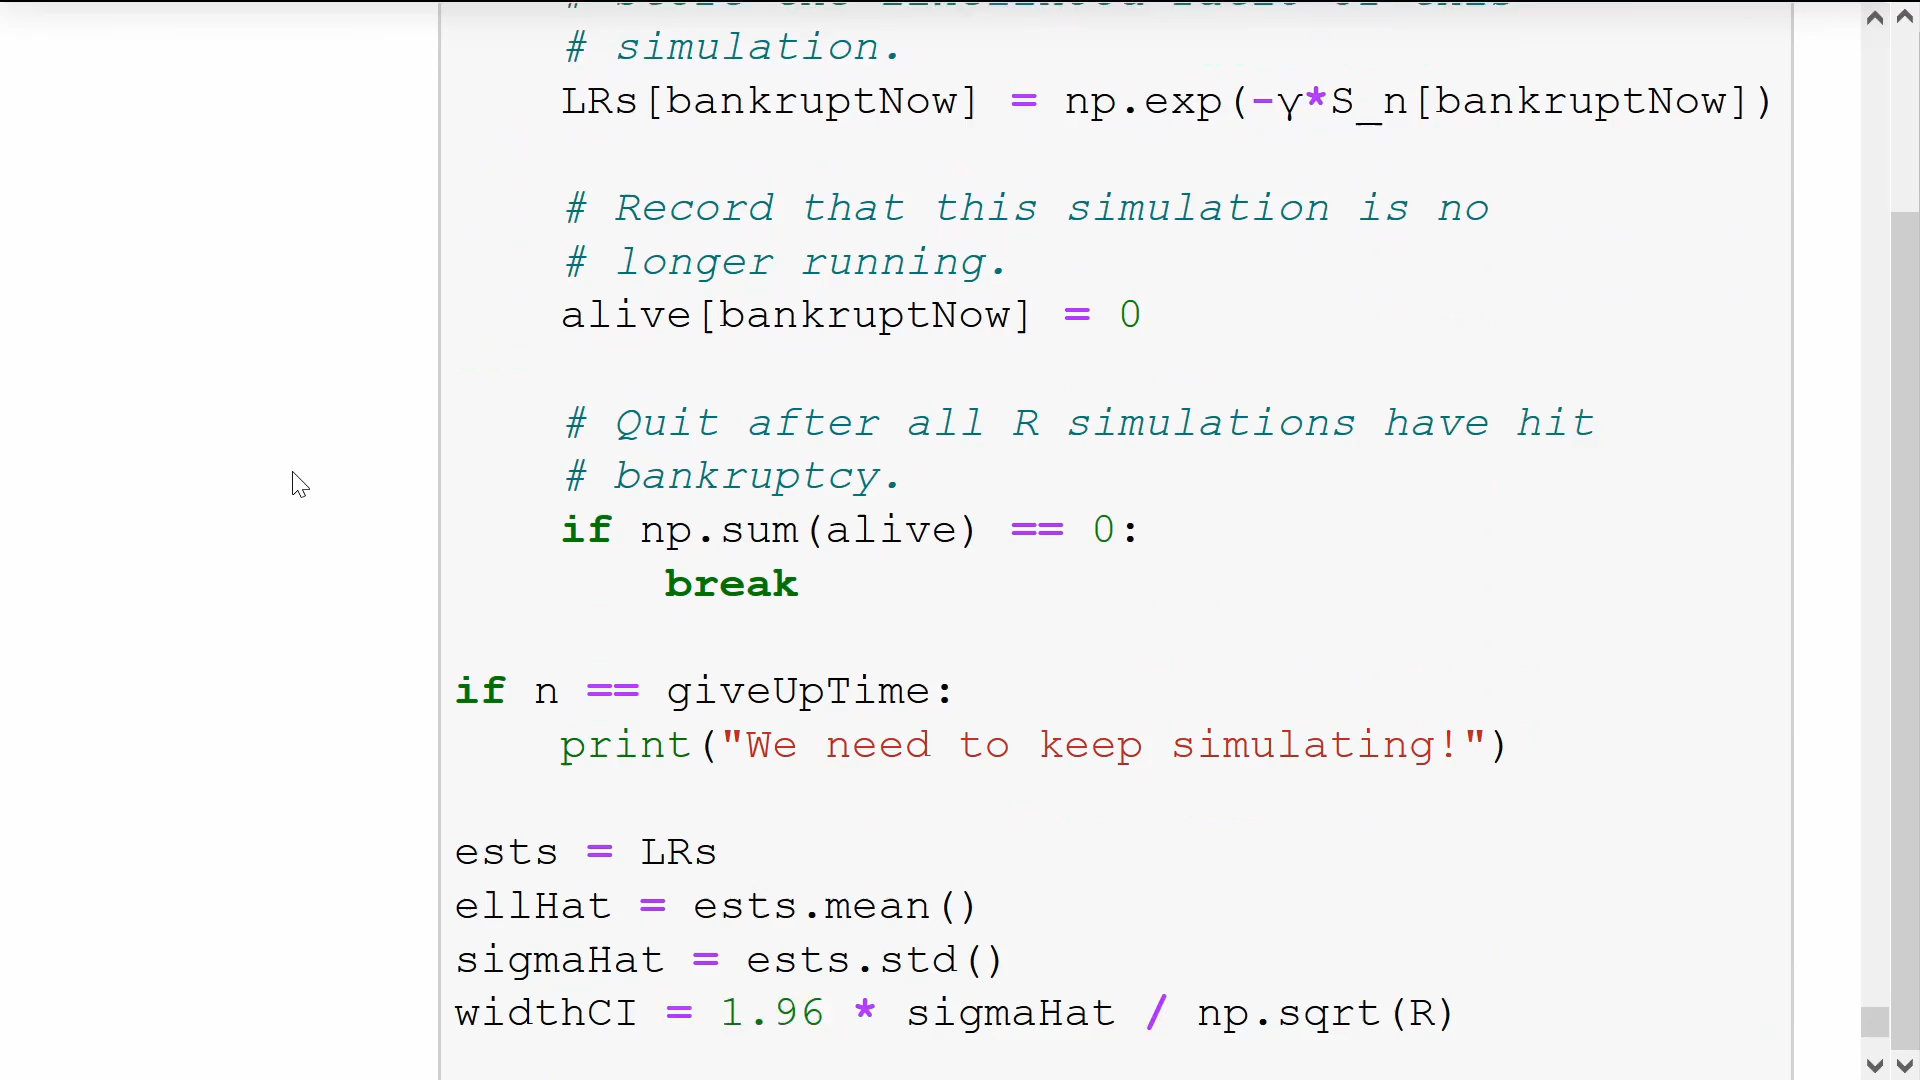 # simulation.
LRs[bankruptNow] = np.exp(-γ*S_n[bankruptNow])
# Record that this simulation is no
# longer running.
alive[bankruptNow] = 0
# Quit after all R simulations have hit
# bankruptcy.
if np.sum(alive) == 0:
break
if n == giveUpTime:
print("We need to keep simulating!")
ests = LRs
ellHat = ests.mean()
sigmaHat = ests.std()
widthCI = 1.96 * sigmaHat / np.sqrt(R)